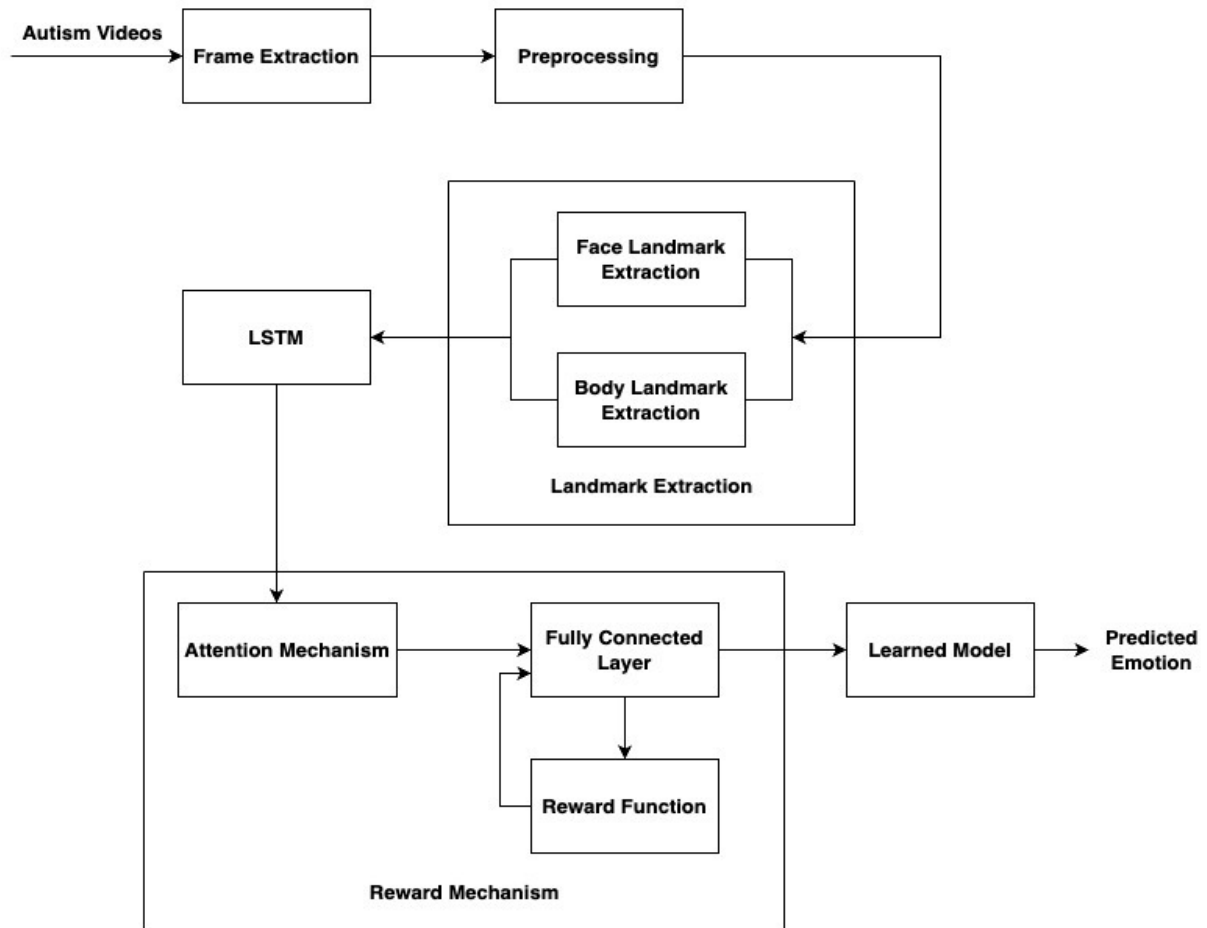 Autism Videos
Frame Extraction
Preprocessing
Face Landmark
Extraction
LSTM
Body Landmark
Extraction
Landmark Extraction
Attention Mechanism
Fully Connected
Layer
Learned Model
Predicted
Emotion
Reward Function
Reward Mechanism